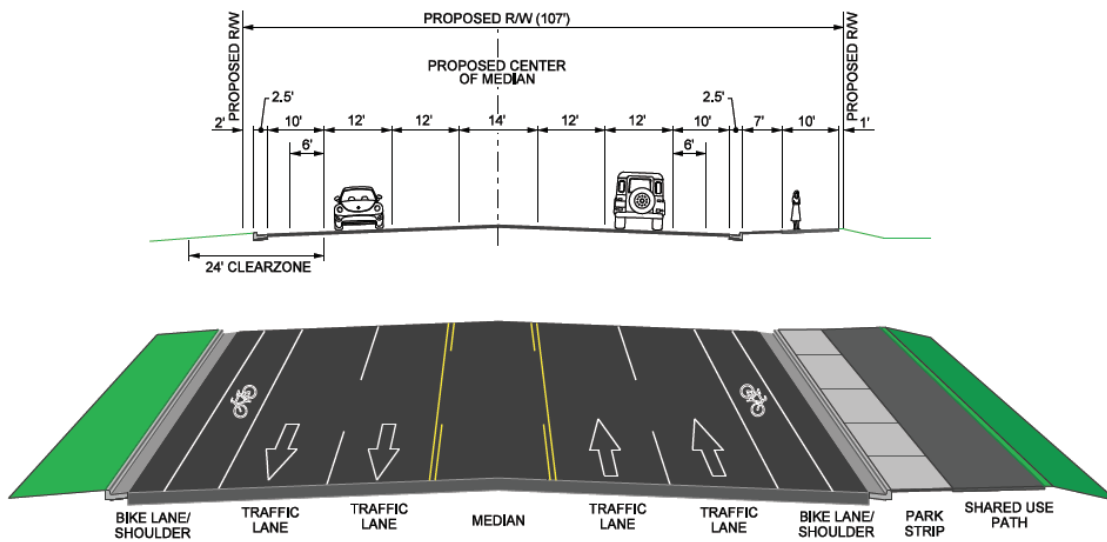 PROPOSED R/W (107')
PROPOSED R/W
PROPOSED R/W
PROPOSED CENTER
OF MEDIAN
2.5'
2.5'
2'
10'
12'
12'
14'
12'
12'
10'
7'
10'
1'
6'
6'
24' CLEARZONE
BIKE LANE/
SHOULDER
TRAFFIC
LANE
TRAFFIC
LANE
MEDIAN
TRAFFIC
LANE
TRAFFIC
LANE
BIKE LANE/
SHOULDER
PARK
STRIP
SHARED USE
PATH